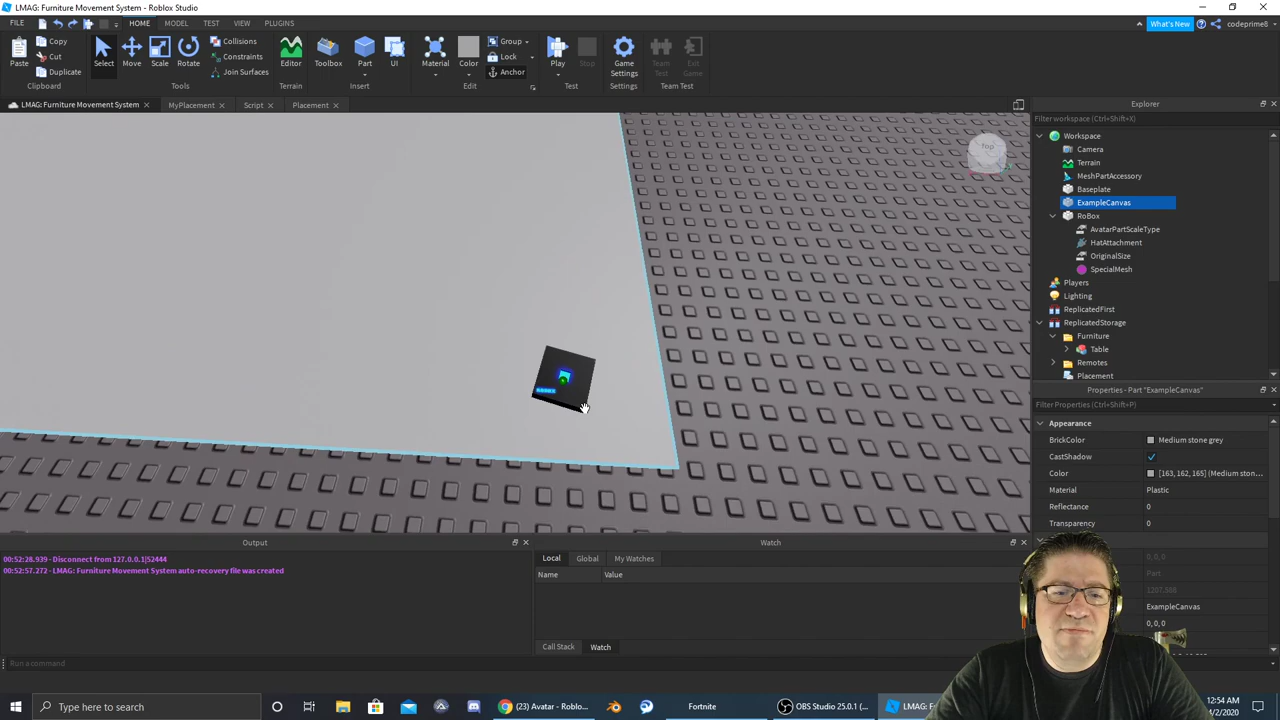 LMAG: Furniture Movement System - Roblox Studio
FILE HOME MODEL TEST VIEW PLUGINS What's New codeprime8
Paste Copy Cut Duplicate Select Move Scale Rotate Collisions Constraints Join Surfaces Editor Toolbox Part UI Material Color Group Lock Anchor Play Stop Game Settings Team Test Exit Game
Clipboard Tools Terrain Insert Edit Test Settings Team Test
LMAG: Furniture Movement System MyPlacement Script Placement
Top
Explorer
Filter workspace (Ctrl+Shift+X)
Workspace
Camera
Terrain
MeshPartAccessory
Baseplate
ExampleCanvas
RoBox
AvatarPartScaleType
HatAttachment
OriginalSize
SpecialMesh
Players
Lighting
ReplicatedFirst
ReplicatedStorage
Furniture
Table
Remotes
Placement
Properties - Part "ExampleCanvas"
Filter Properties (Ctrl+Shift+P)
Appearance
BrickColor Medium stone grey
CastShadow
Color [163, 162, 165] (Medium ston...
Material Plastic
Reflectance 0
Transparency 0
0, 0, 0
Part
ExampleCanvas
0, 0, 0
Output
00:52:28.939 - Disconnect from 127.0.0.1|52444
00:52:57.272 - LMAG: Furniture Movement System auto-recovery file was created
Watch
Local Global My Watches
Name Value
Call Stack Watch
Run a command
Type here to search
(23) Avatar - Roblo... Fortnite OBS Studio 25.0.1 (... LMAG: F
12:54 AM
4/2/2020